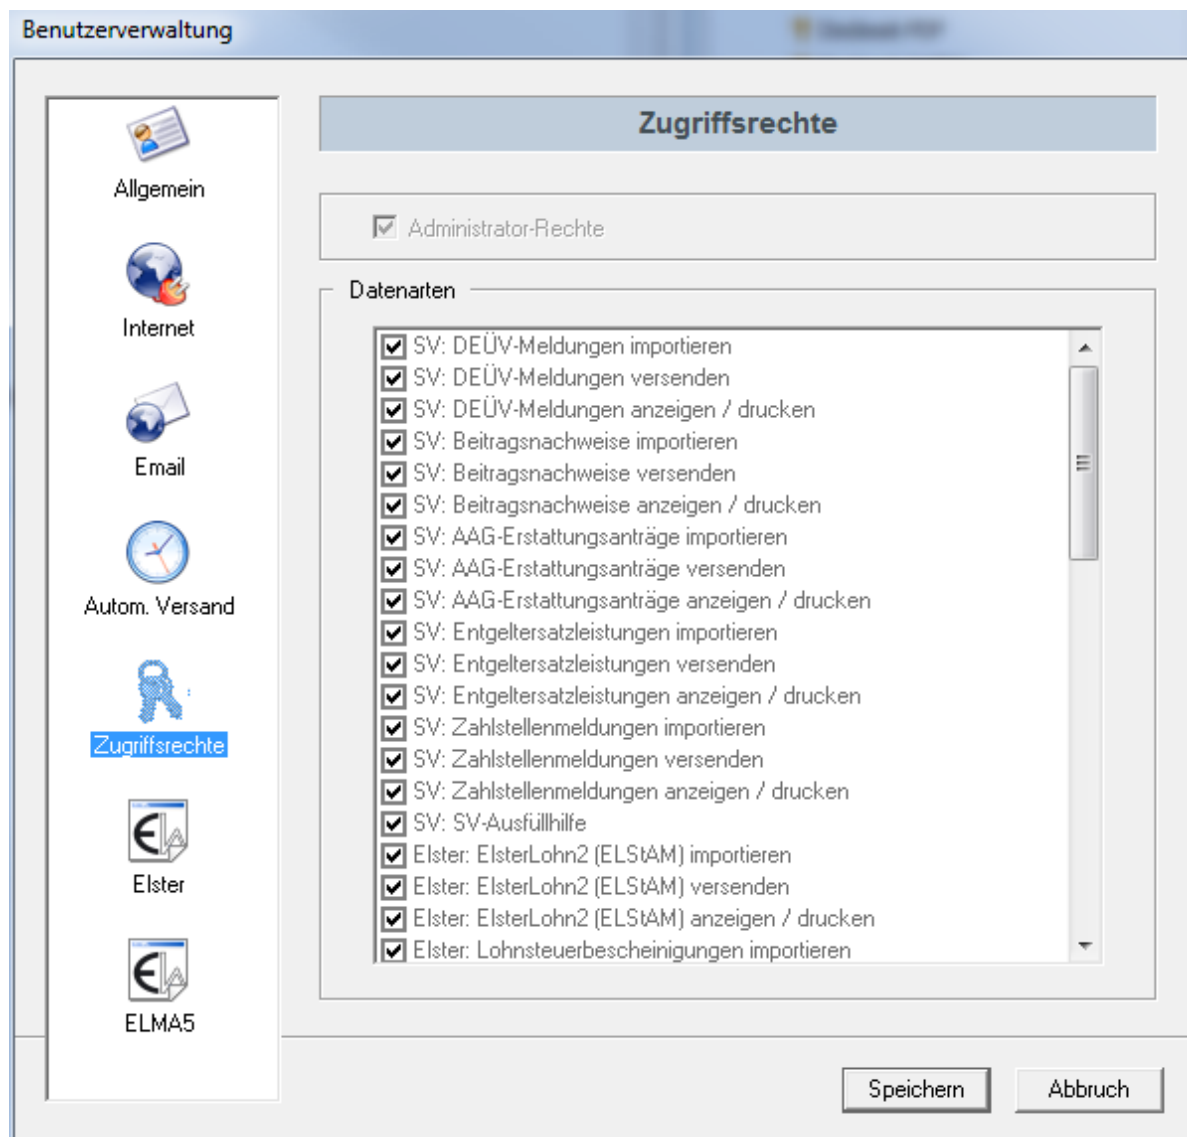 Benutzerverwaltung
Allgemein
Internet
Email
Autom. Versand
Zugriffsrechte
Elster
ELMA5
Zugriffsrechte
Administrator-Rechte
Datenarten
SV: DEÜV-Meldungen importieren
SV: DEÜV-Meldungen versenden
SV: DEÜV-Meldungen anzeigen / drucken
SV: Beitragsnachweise importieren
SV: Beitragsnachweise versenden
SV: Beitragsnachweise anzeigen / drucken
SV: AAG-Erstattungsanträge importieren
SV: AAG-Erstattungsanträge versenden
SV: AAG-Erstattungsanträge anzeigen / drucken
SV: Entgeltersatzleistungen importieren
SV: Entgeltersatzleistungen versenden
SV: Entgeltersatzleistungen anzeigen / drucken
SV: Zahlstellenmeldungen importieren
SV: Zahlstellenmeldungen versenden
SV: Zahlstellenmeldungen anzeigen / drucken
SV: SV-Ausfüllhilfe
Elster: ElsterLohn2 (ELStAM) importieren
Elster: ElsterLohn2 (ELStAM) versenden
Elster: ElsterLohn2 (ELStAM) anzeigen / drucken
Elster: Lohnsteuerbescheinigungen importieren
Speichern
Abbruch